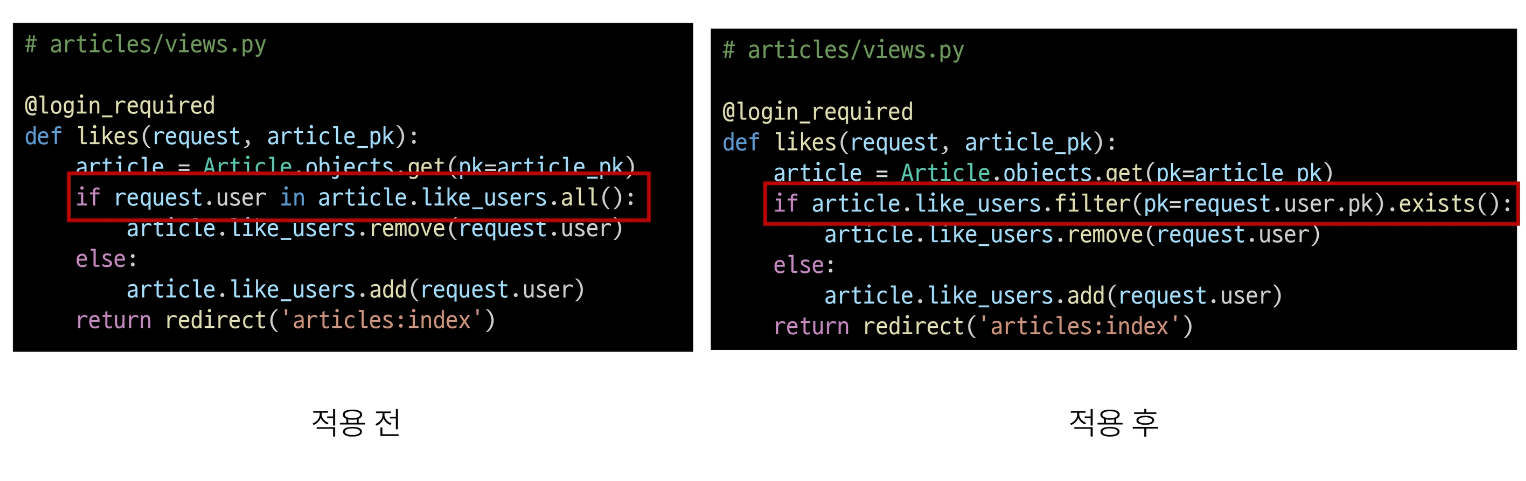 # articles/views.py
@login_required
def likes(request, article_pk):
    article = Article.objects.get(pk=article_pk)
    if request.user in article.like_users.all():
        article.like_users.remove(request.user)
    else:
        article.like_users.add(request.user)
    return redirect('articles:index')
적용 전
# articles/views.py
@login_required
def likes(request, article_pk):
    article = Article.objects.get(pk=article_pk)
    if article.like_users.filter(pk=request.user.pk).exists():
        article.like_users.remove(request.user)
    else:
        article.like_users.add(request.user)
    return redirect('articles:index')
적용 후